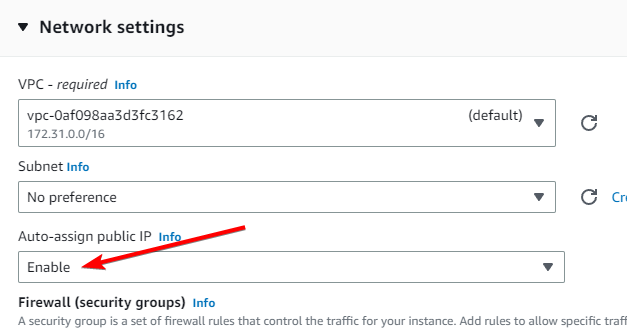 Network settings
VPC - required Info
vpc-0af098aa3d3fc3162 (default)
172.31.0.0/16
Subnet Info
No preference
Cr
Auto-assign public IP Info
Enable
Firewall (security groups) Info
A security group is a set of firewall rules that control the traffic for your instance. Add rules to allow specific traf